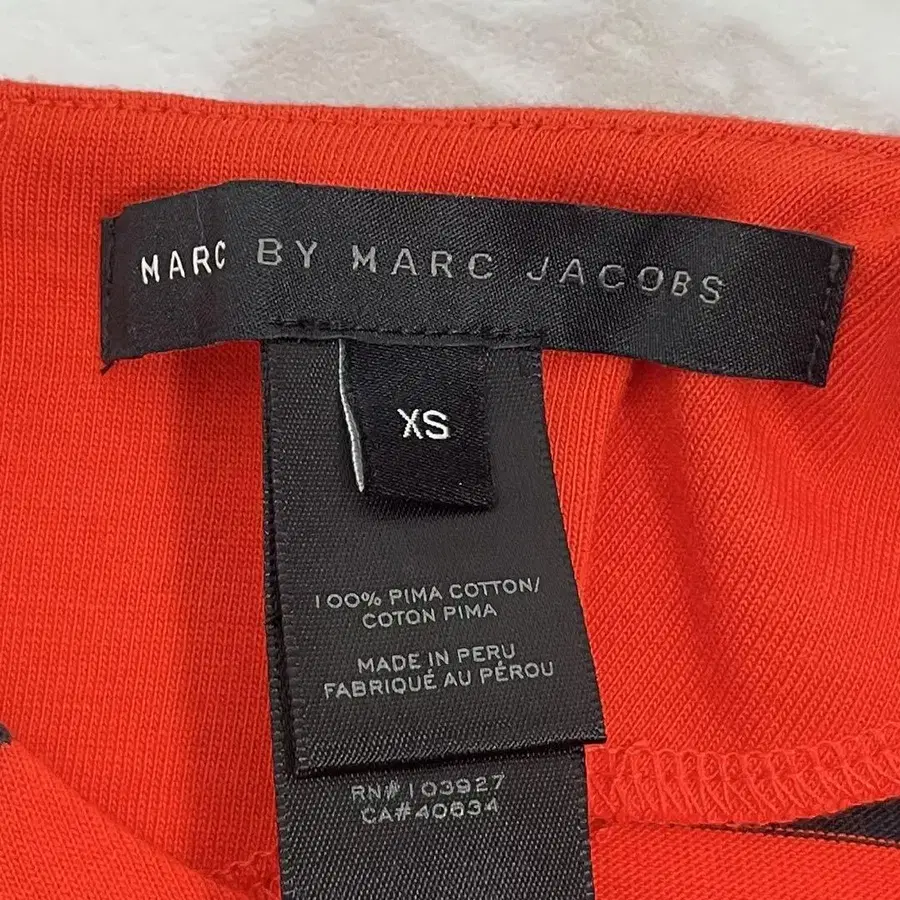 MARC BY MARC JACOBS
XS
100% PIMA COTTON/
COTON PIMA
MADE IN PERU
FABRIQUÉ AU PÉROU
RN#103927
CA#40634